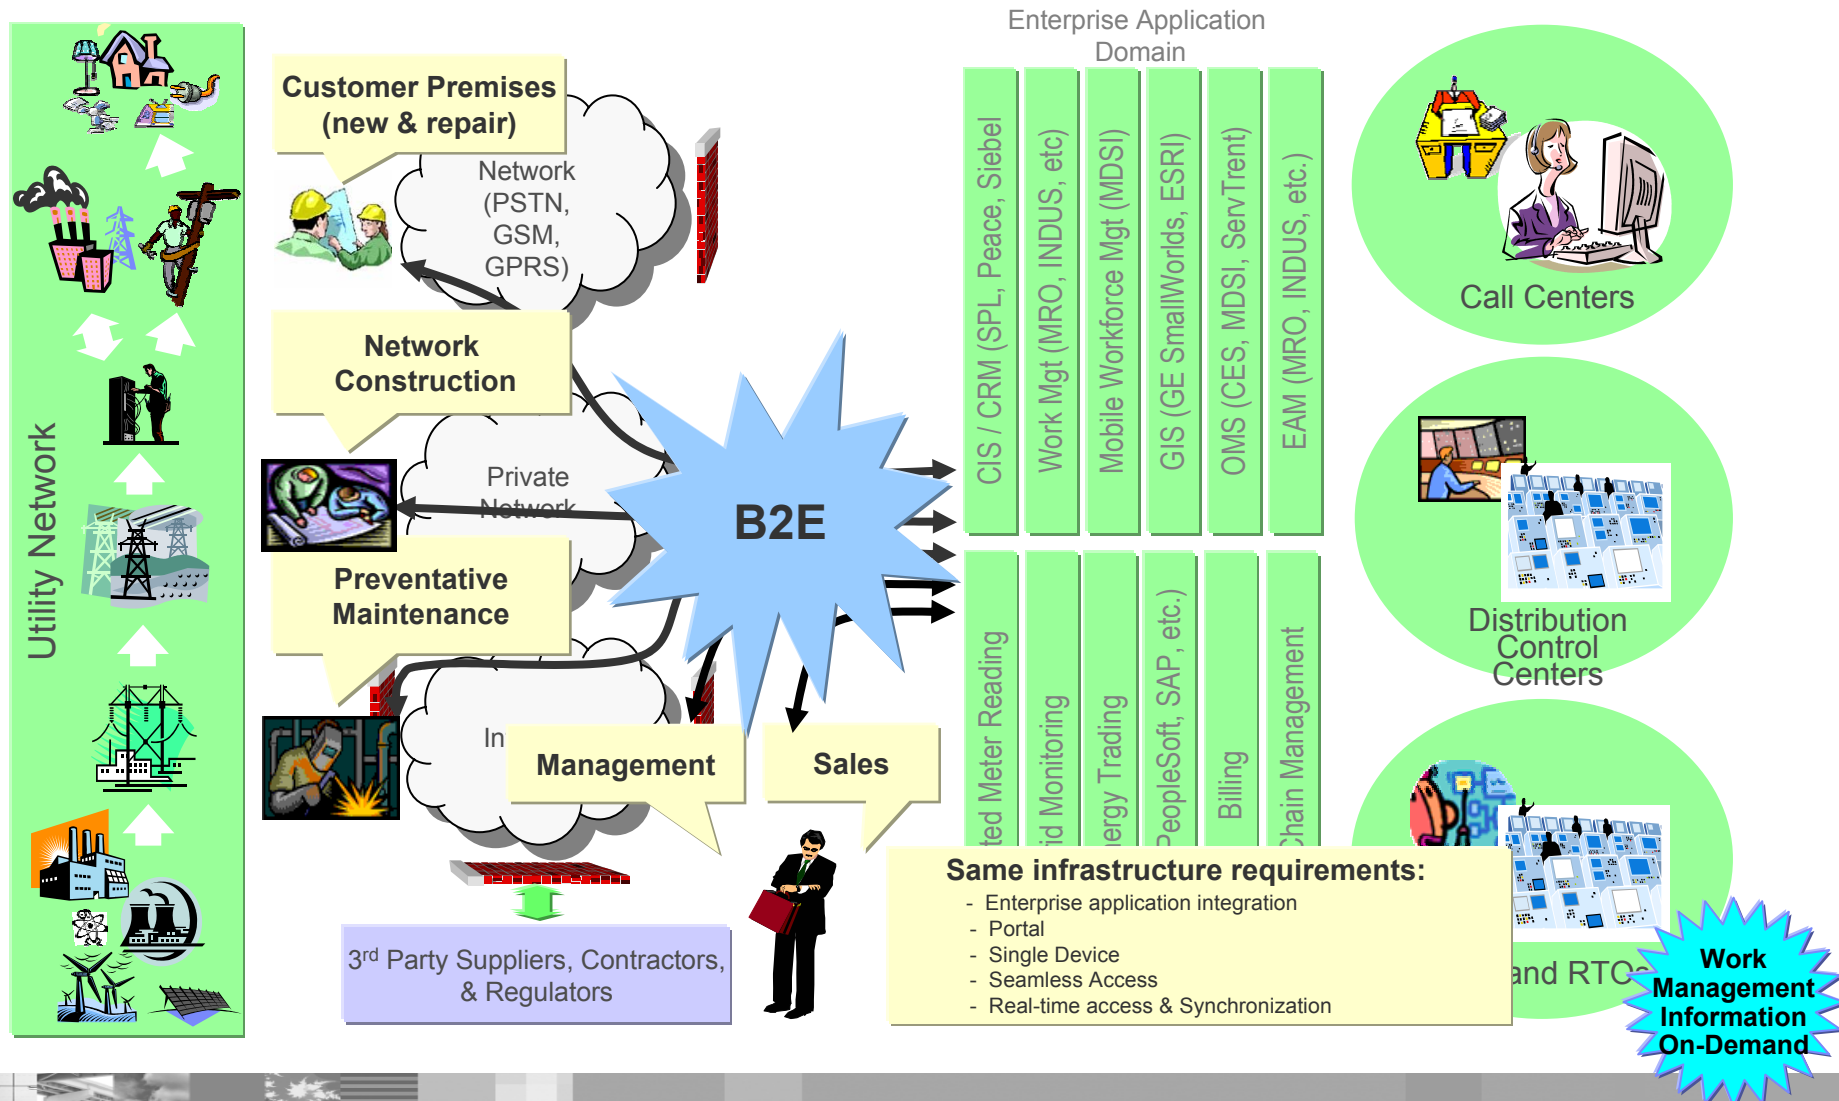 Enterprise Application
Domain
Customer Premises
(new & repair)
Network
(PSTN,
GSM,
GPRS)
Network
Construction
Private
Network
Preventative
Maintenance
B2E
Management
Sales
Utility Network
3rd Party Suppliers, Contractors,
& Regulators
CIS / CRM (SPL, Peace, Siebel
Work Mgt (MRO, INDUS, etc)
Mobile Workforce Mgt (MDSI)
GIS (GE SmallWorlds, ESRI)
OMS (CES, MDSI, ServTrent)
EAM (MRO, INDUS, etc.)
Meter Reading
Monitoring
Trading
PeopleSoft, SAP, etc.)
Billing
Chain Management
Call Centers
Distribution
Control
Centers
and RTOs
Same infrastructure requirements:
- Enterprise application integration
- Portal
- Single Device
- Seamless Access
- Real-time access & Synchronization
Work
Management
Information
On-Demand